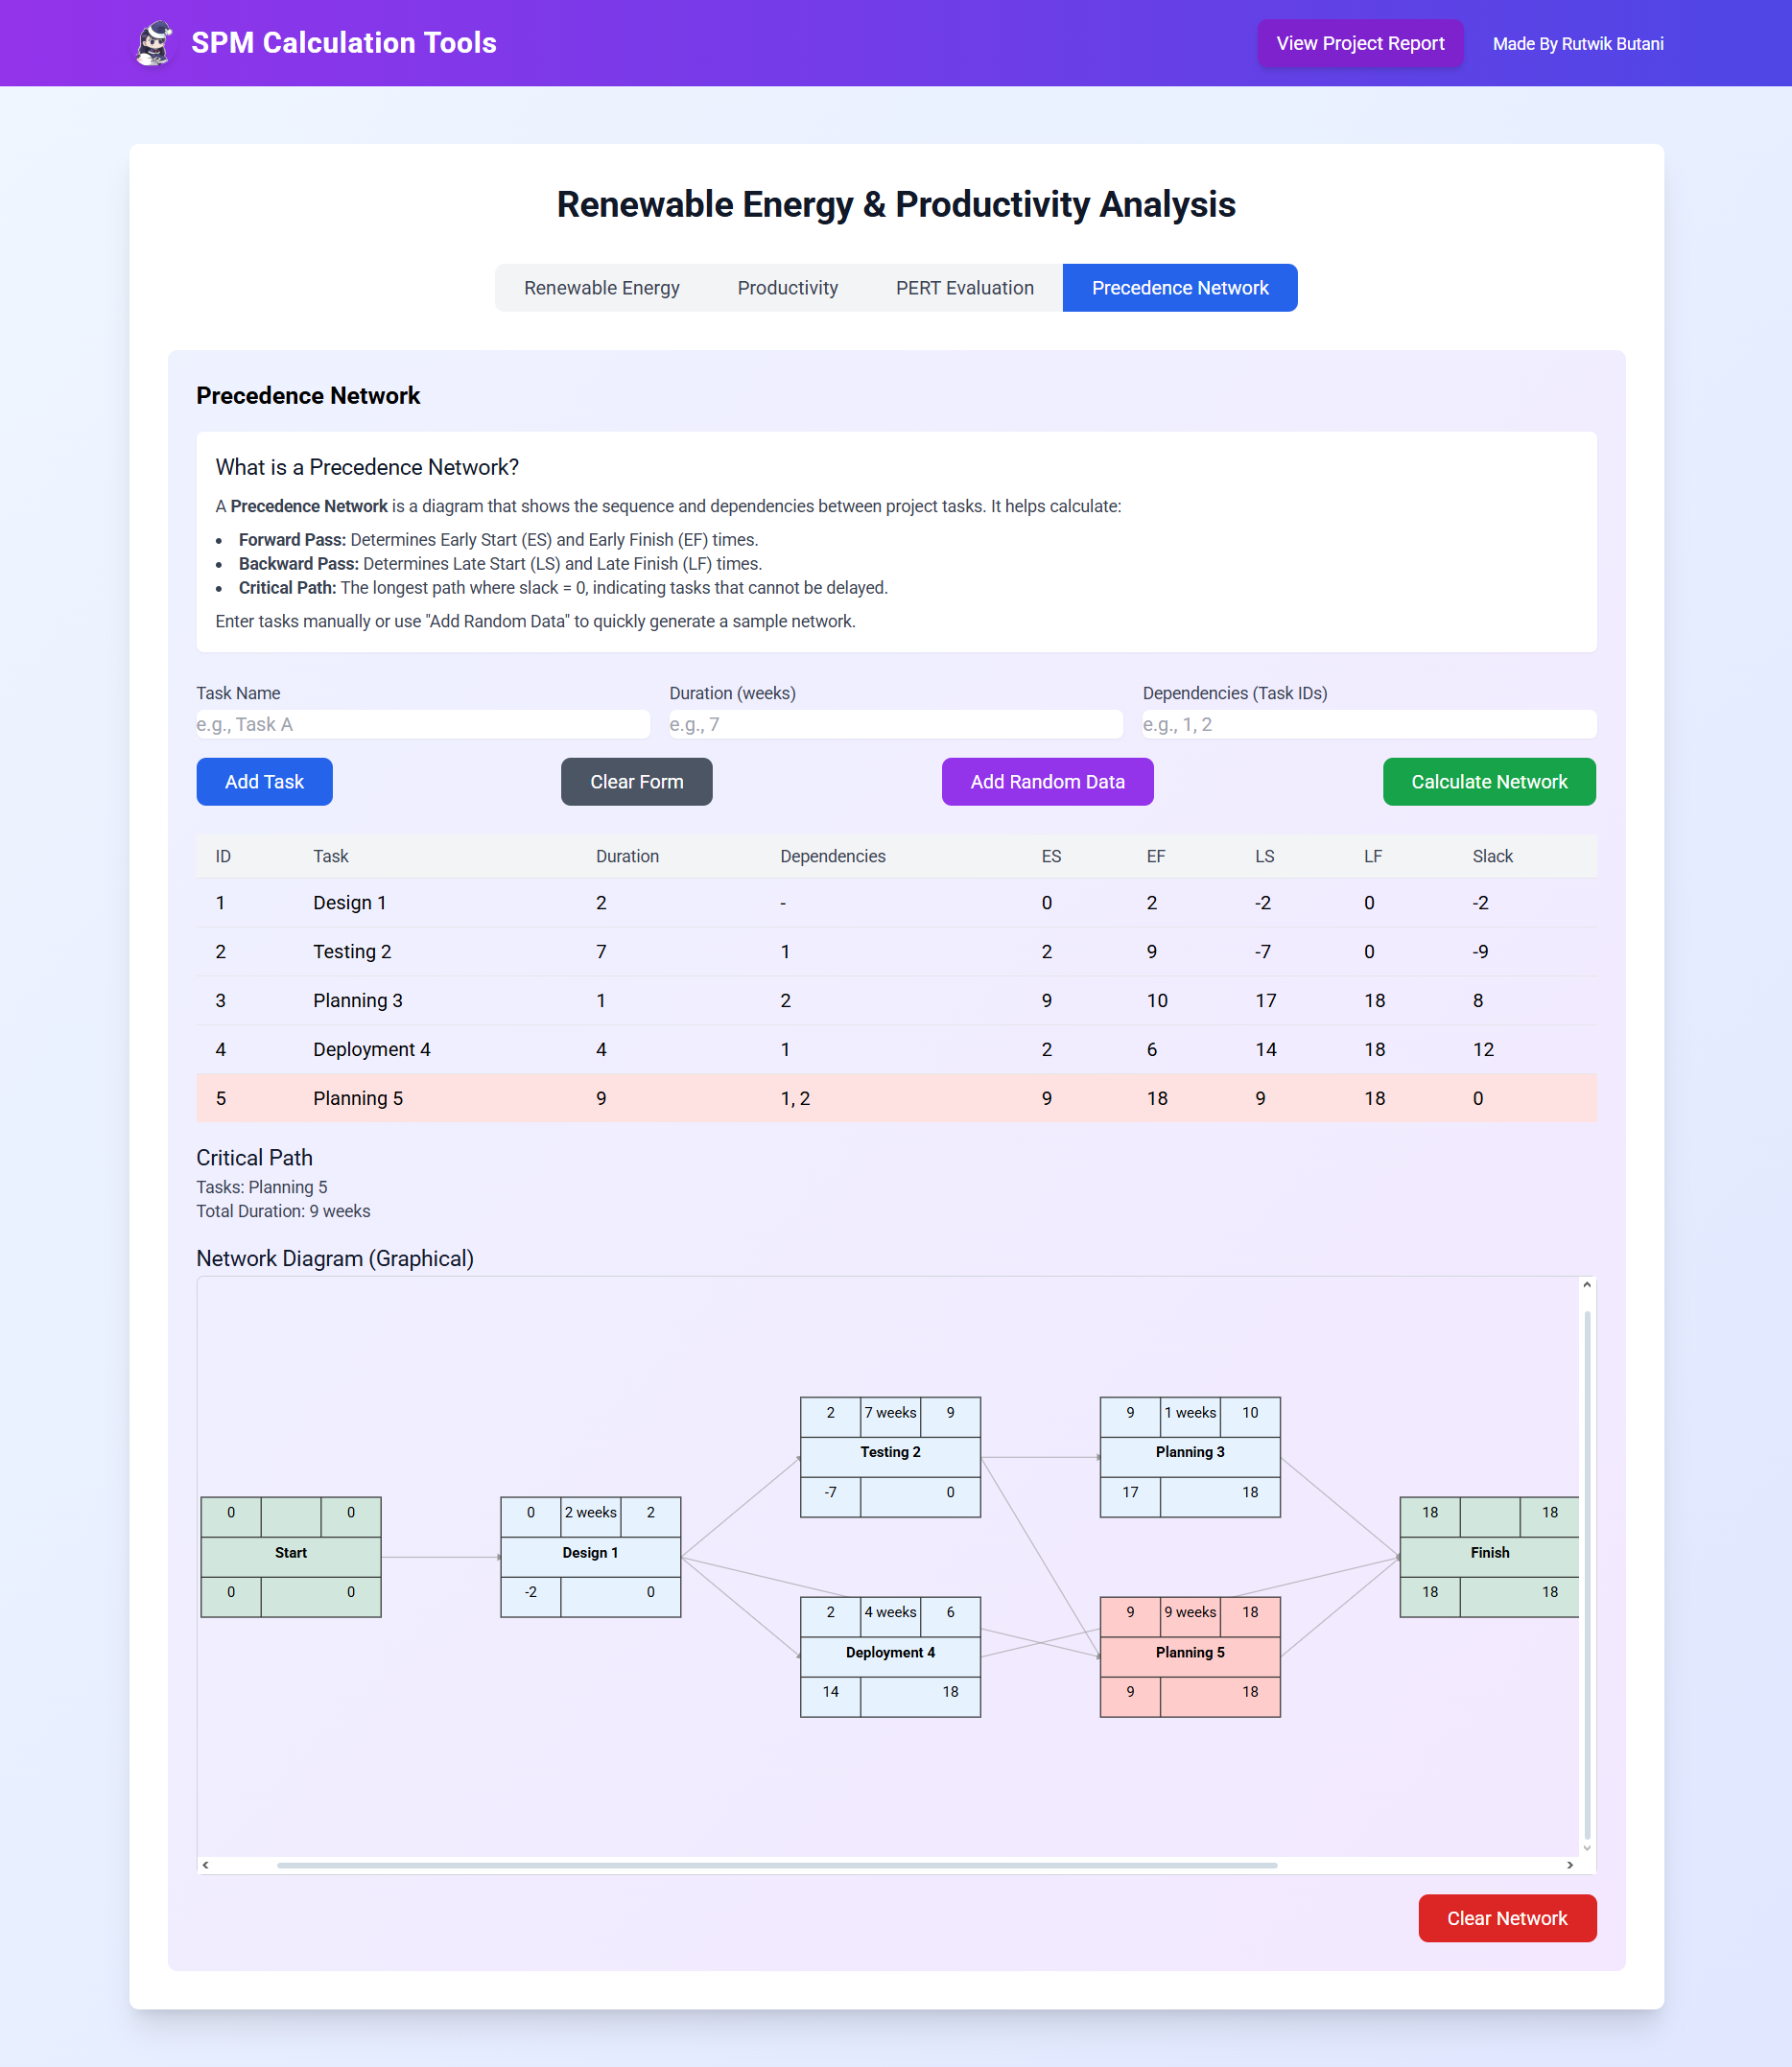 SPM Calculation Tools
View Project Report
Made By Rutwik Butani
Renewable Energy & Productivity Analysis
Renewable Energy
Productivity
PERT Evaluation
Precedence Network
Precedence Network
What is a Precedence Network?
A Precedence Network is a diagram that shows the sequence and dependencies between project tasks. It helps calculate:
• Forward Pass: Determines Early Start (ES) and Early Finish (EF) times.
• Backward Pass: Determines Late Start (LS) and Late Finish (LF) times.
• Critical Path: The longest path where slack = 0, indicating tasks that cannot be delayed.
Enter tasks manually or use "Add Random Data" to quickly generate a sample network.
Task Name
Duration (weeks)
Dependencies (Task IDs)
e.g., Task A
e.g., 7
e.g., 1, 2
Add Task
Clear Form
Add Random Data
Calculate Network
ID Task Duration Dependencies ES EF LS LF Slack
1 Design 1 2 - 0 2 -2 0 -2
2 Testing 2 7 1 2 9 -7 0 -9
3 Planning 3 1 2 9 10 17 18 8
4 Deployment 4 4 1 2 6 14 18 12
5 Planning 5 9 1, 2 9 18 9 18 0
Critical Path
Tasks: Planning 5
Total Duration: 9 weeks
Network Diagram (Graphical)
0 0
Start
0 0
0 2 weeks 2
Design 1
-2 0
2 7 weeks 9
Testing 2
-7 0
2 4 weeks 6
Deployment 4
14 18
9 1 weeks 10
Planning 3
17 18
9 9 weeks 18
Planning 5
9 18
18 18
Finish
18 18
Clear Network